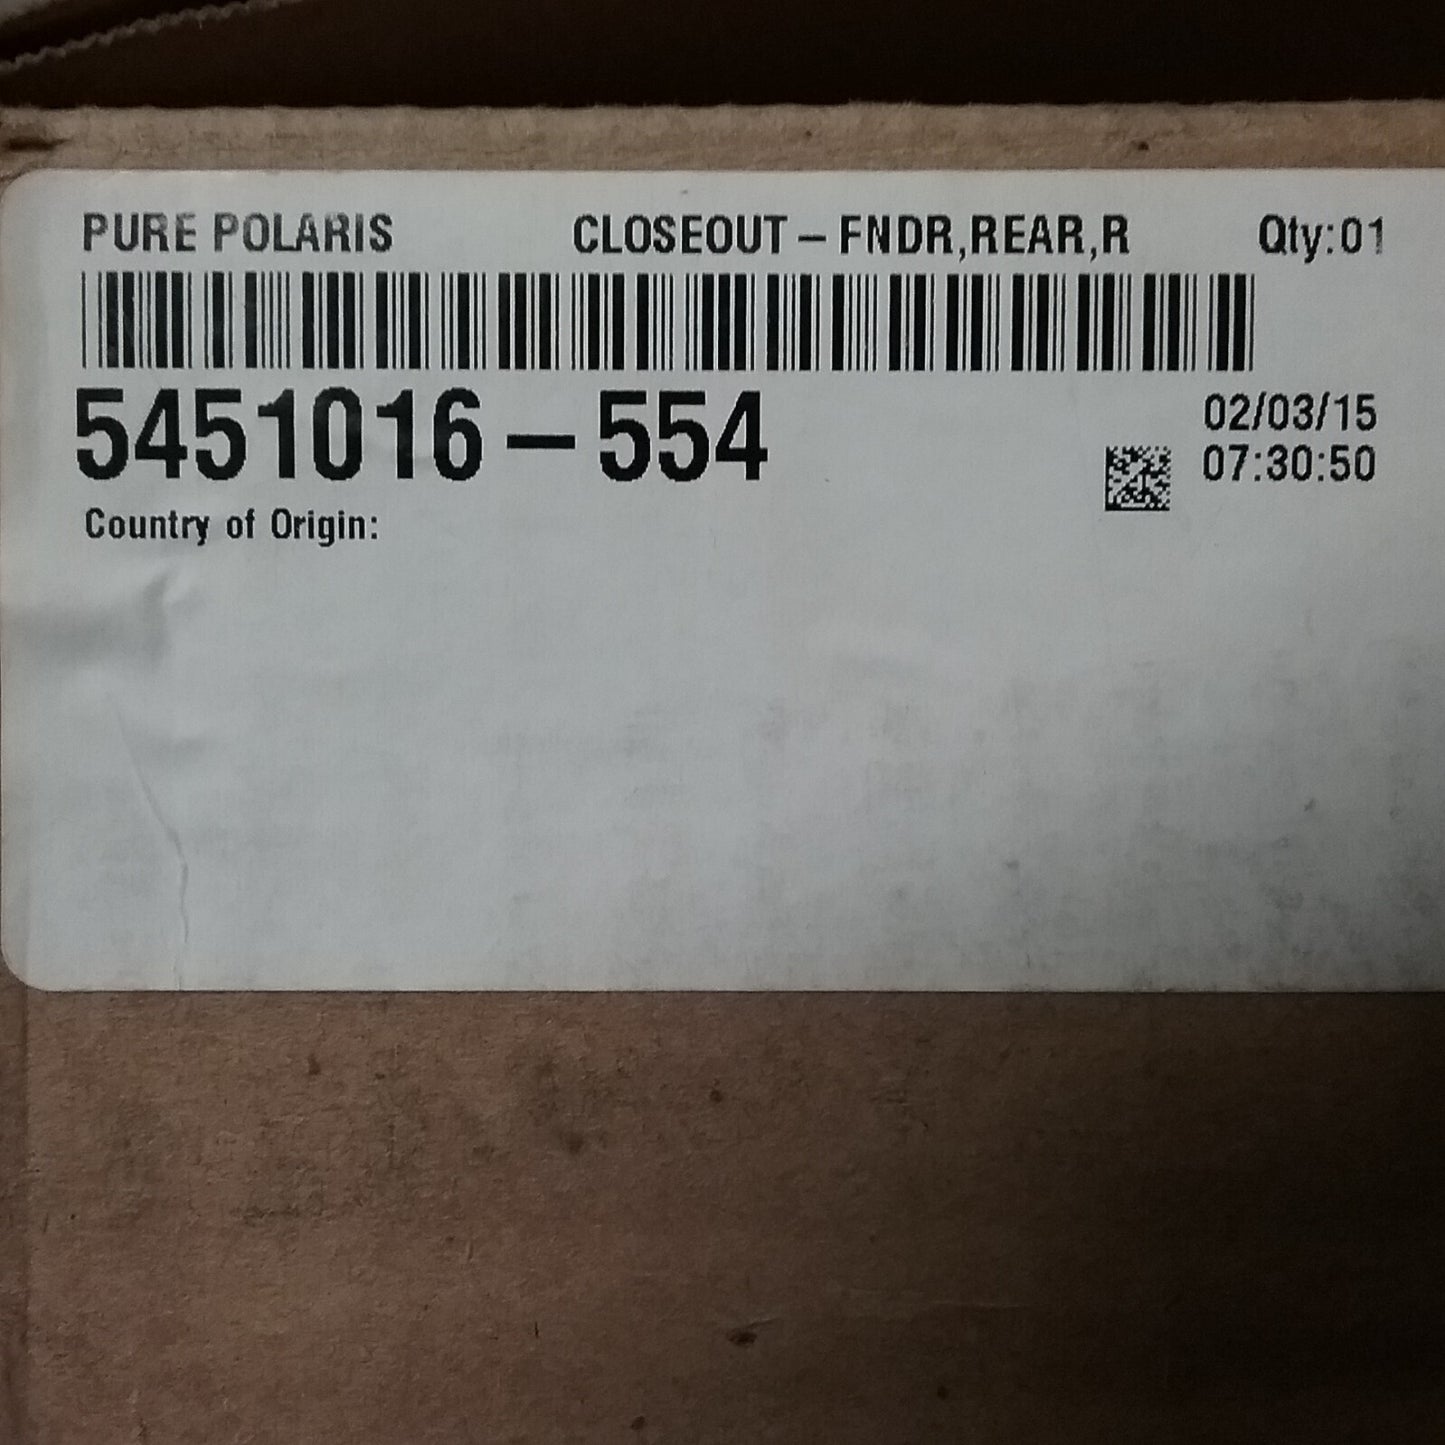 PURE POLARIS CLOSEOUT – FNDR,REAR,R Qty:01
5451016–554
02/03/15
07:30:50
Country of Origin: